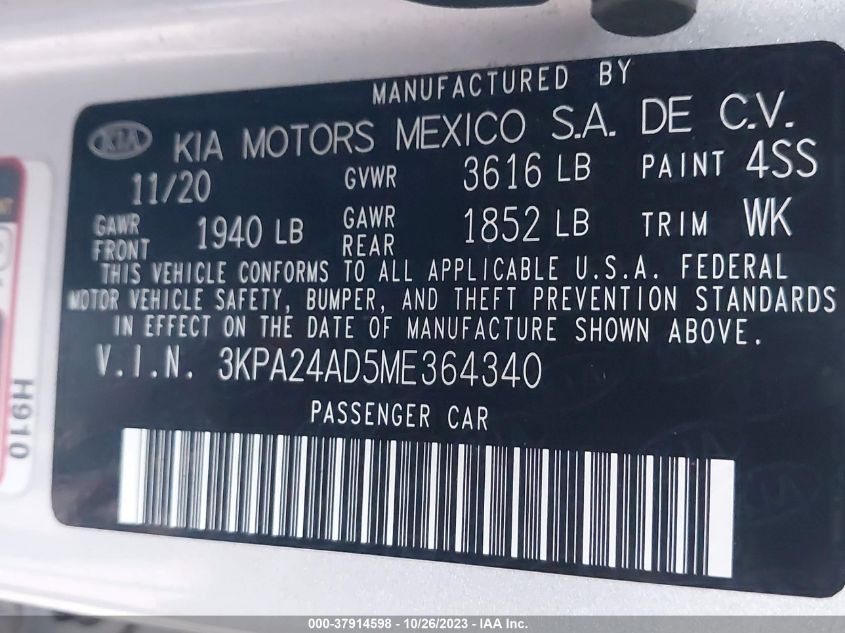 MANUFACTURED BY
KIA KIA MOTORS MEXICO S.A. DE C.V.
11/20 GVWR 3616 LB PAINT 4SS
GAWR FRONT 1940 LB GAWR REAR 1852 LB TRIM WK
THIS VEHICLE CONFORMS TO ALL APPLICABLE U.S.A. FEDERAL
MOTOR VEHICLE SAFETY, BUMPER, AND THEFT PREVENTION STANDARDS
IN EFFECT ON THE DATE OF MANUFACTURE SHOWN ABOVE.
V.I.N. 3KPA24AD5ME364340
PASSENGER CAR
H910
000-37914598 - 10/26/2023 - IAA Inc.